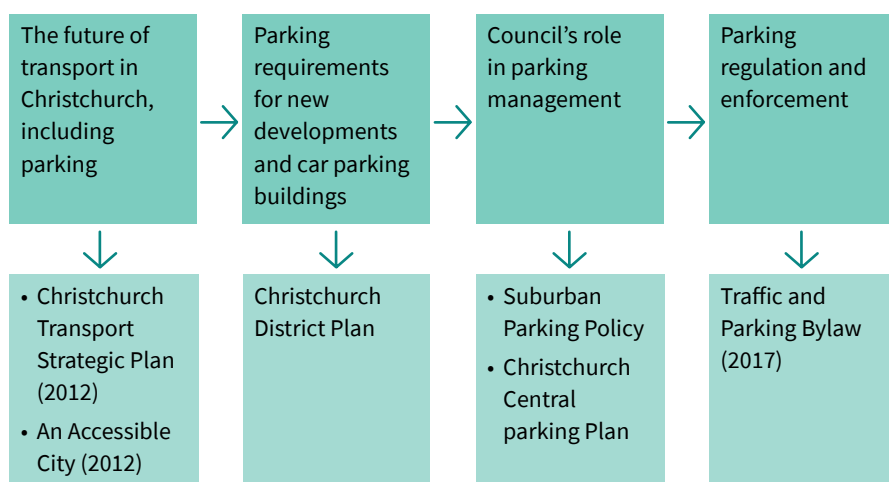 The future of
transport in
Christchurch,
including
parking
Parking
requirements
for new
developments
and car parking
buildings
Council’s role
in parking
management
Parking
regulation and
enforcement
• Christchurch
Transport
Strategic Plan
(2012)
• An Accessible
City (2012)
Christchurch
District Plan
• Suburban
Parking Policy
• Christchurch
Central
parking Plan
Traffic and
Parking Bylaw
(2017)